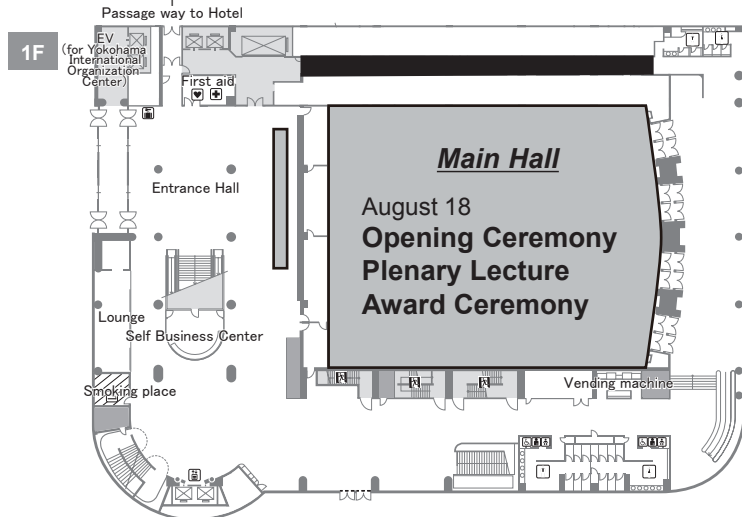 Passage way to Hotel
1F
EV
(for Yokohama
International
Organization
Center)
First aid
Main Hall
Entrance Hall
August 18
Opening Ceremony
Plenary Lecture
Award Ceremony
Lounge
Self Business Center
Smoking place
Vending machine